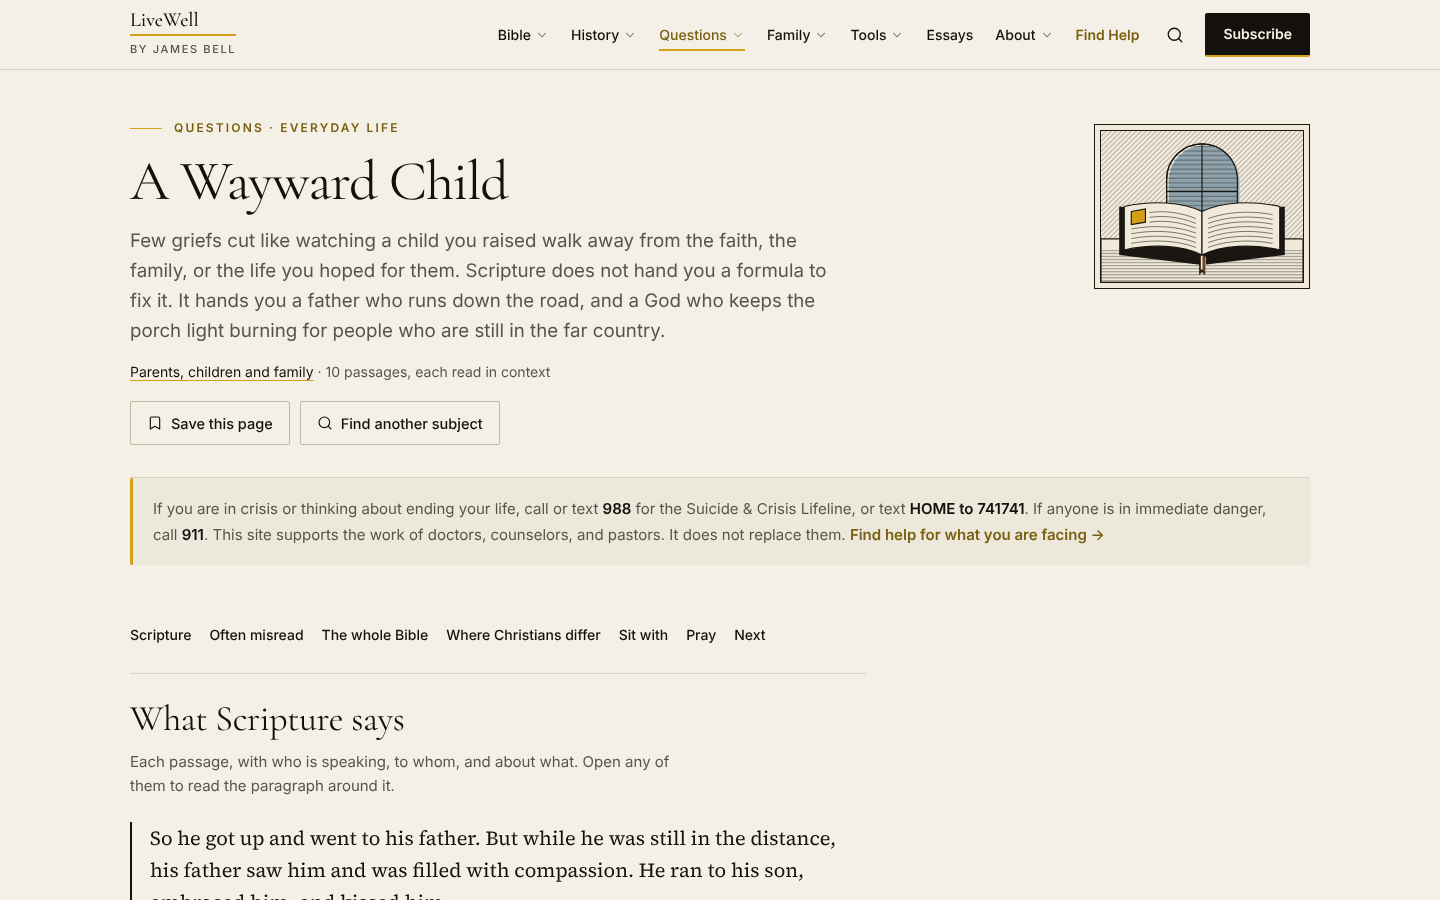 LiveWell
BY JAMES BELL
Bible
History
Questions
Family
Tools
Essays
About
Find Help
Subscribe
QUESTIONS · EVERYDAY LIFE
A Wayward Child
Few griefs cut like watching a child you raised walk away from the faith, the
family, or the life you hoped for them. Scripture does not hand you a formula to
fix it. It hands you a father who runs down the road, and a God who keeps the
porch light burning for people who are still in the far country.
Parents, children and family · 10 passages, each read in context
Save this page
Find another subject
If you are in crisis or thinking about ending your life, call or text 988 for the Suicide & Crisis Lifeline, or text HOME to 741741. If anyone is in immediate danger,
call 911. This site supports the work of doctors, counselors, and pastors. It does not replace them. Find help for what you are facing →
Scripture
Often misread
The whole Bible
Where Christians differ
Sit with
Pray
Next
What Scripture says
Each passage, with who is speaking, to whom, and about what. Open any of
them to read the paragraph around it.
So he got up and went to his father. But while he was still in the distance,
his father saw him and was filled with compassion. He ran to his son,
embraced him, and kissed him.